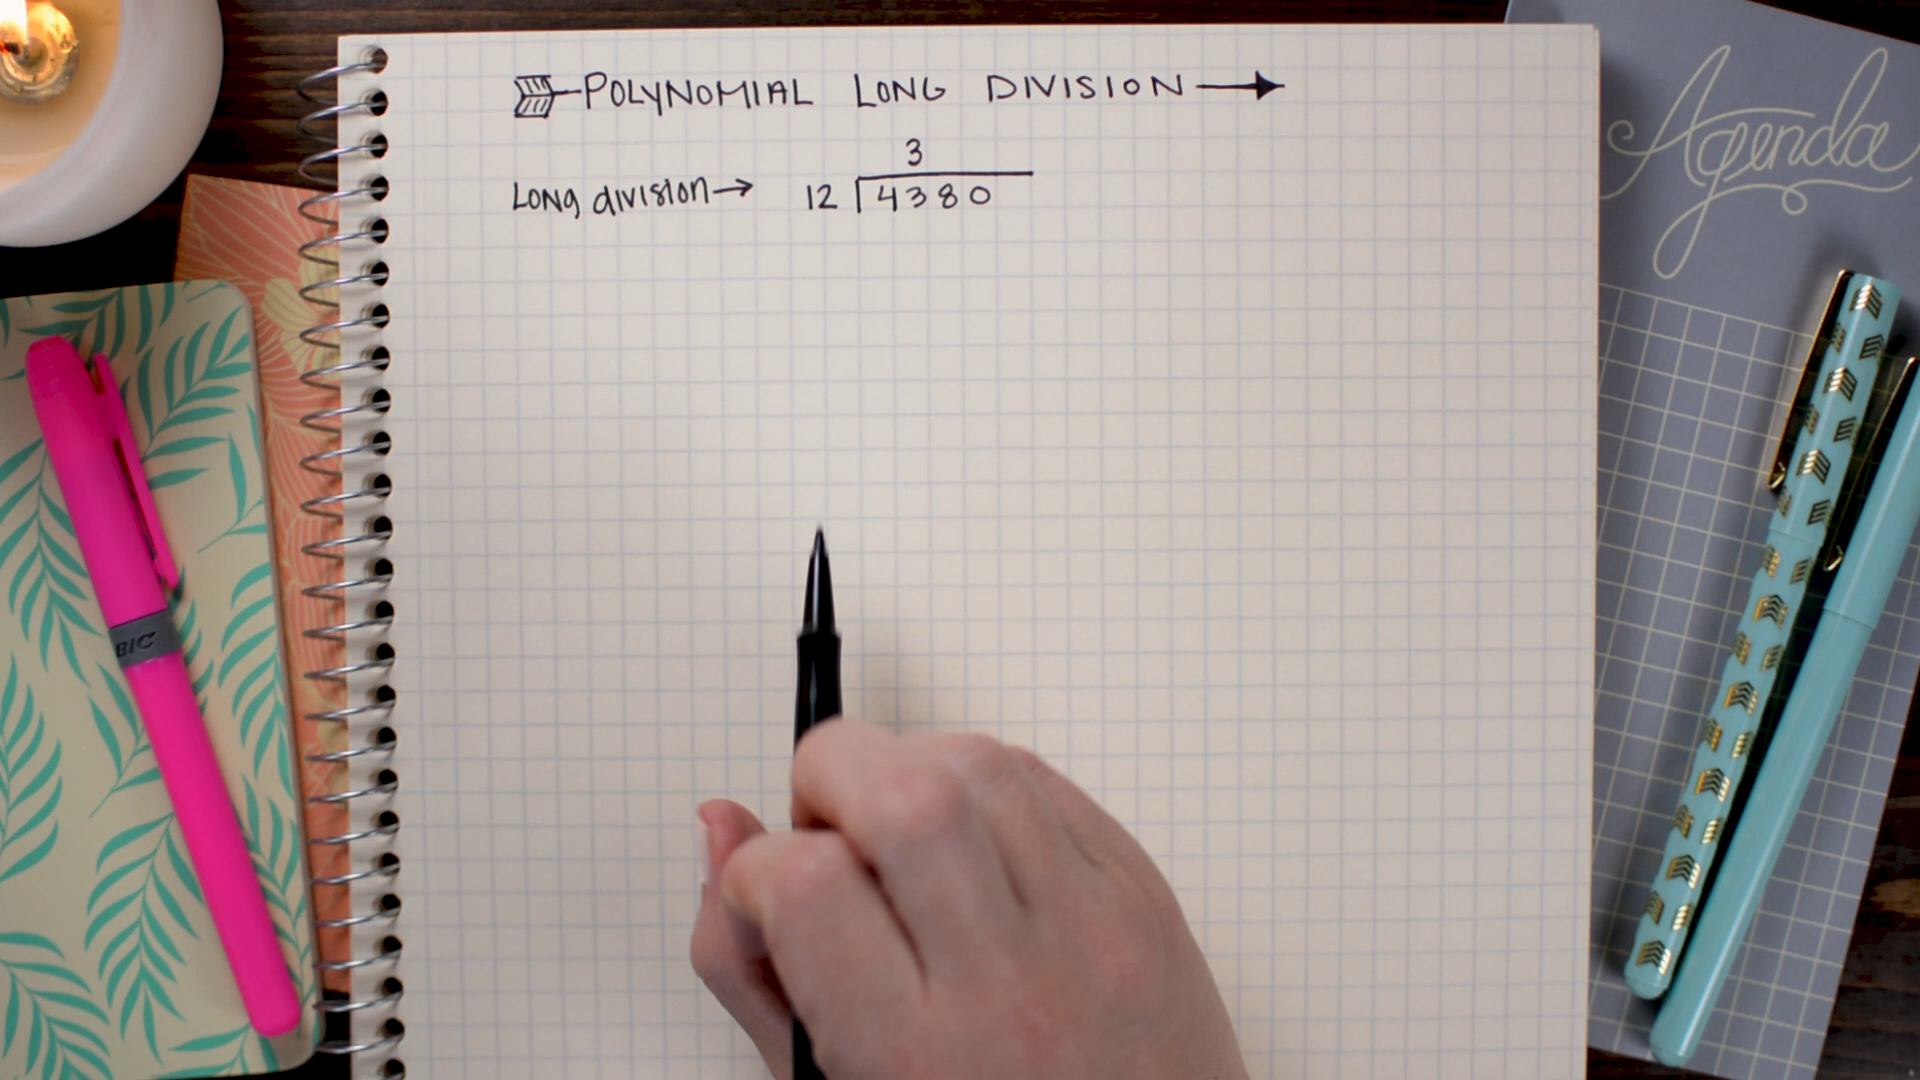 POLYNOMIAL LONG DIVISION
3
Long division→ 12 4380
Agenda
BIC